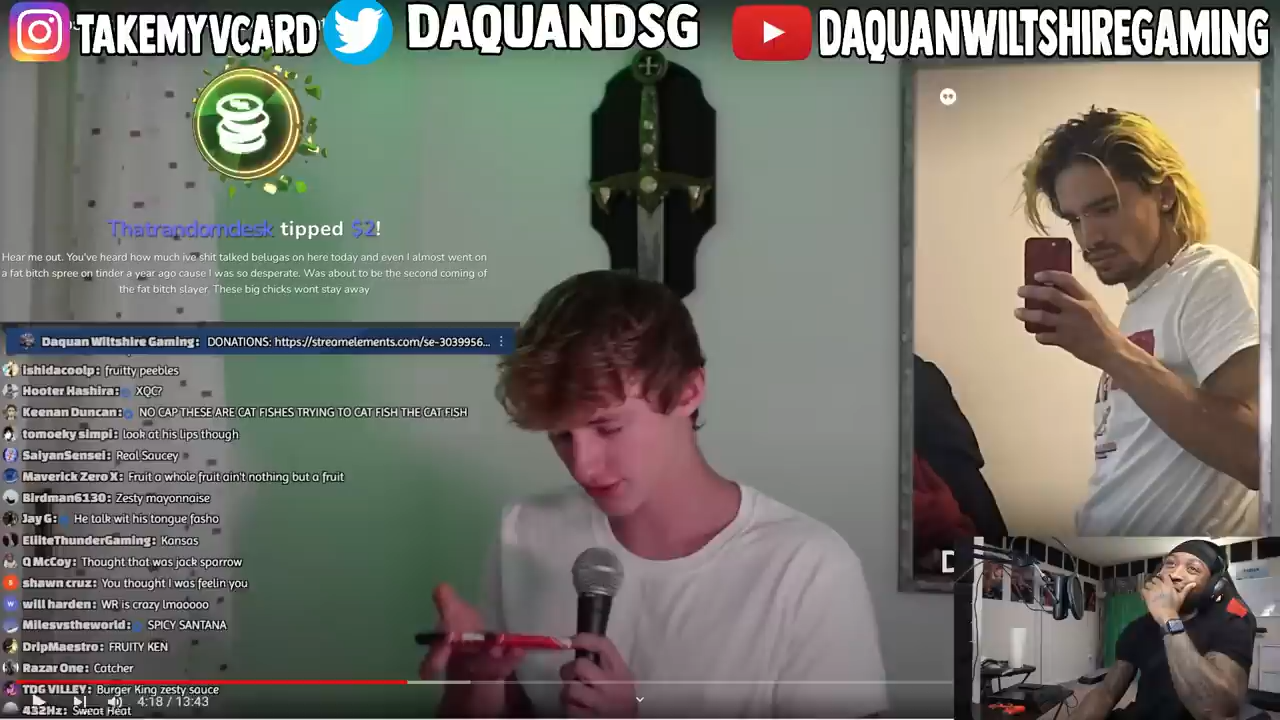 TAKEMYVCARD
DAQUANDSG
DAQUANWILTSHIREGAMING
Thatrandomdesk tipped $2!
Hear me out. You've heard how much ive shit talked belugas on here today and even I almost went on
a fat bitch spree on tinder a year ago cause I was so desperate. Was about to be the second coming of
the fat bitch slayer. These big chicks wont stay away
Daquan Wiltshire Gaming: DONATIONS: https://streamelements.com/se-3039956...
ishidacoolp: fruitty peebles
Hooter Hashira: XQC?
Keenan Duncan: NO CAP THESE ARE CAT FISHES TRYING TO CAT FISH THE CAT FISH
tomoeky simpi: look at his lips though
SaiyanSensei: Real Saucey
Maverick Zero X: Fruit a whole fruit ain't nothing but a fruit
Birdman6130: Zesty mayonnaise
Jay G: He talk wit his tongue fasho
EliiteThunderGaming: Kansas
Q McCoy: Thought that was jack sparrow
shawn cruz: You thought I was feelin you
will harden: WR is crazy lmaoooo
Milesvstheworld: SPICY SANTANA
DripMaestro: FRUITY KEN
Razar One: Catcher
TDG VILLEY: Burger King zesty sauce
4:18 / 13:43
432Hz: Sweat Heat
D